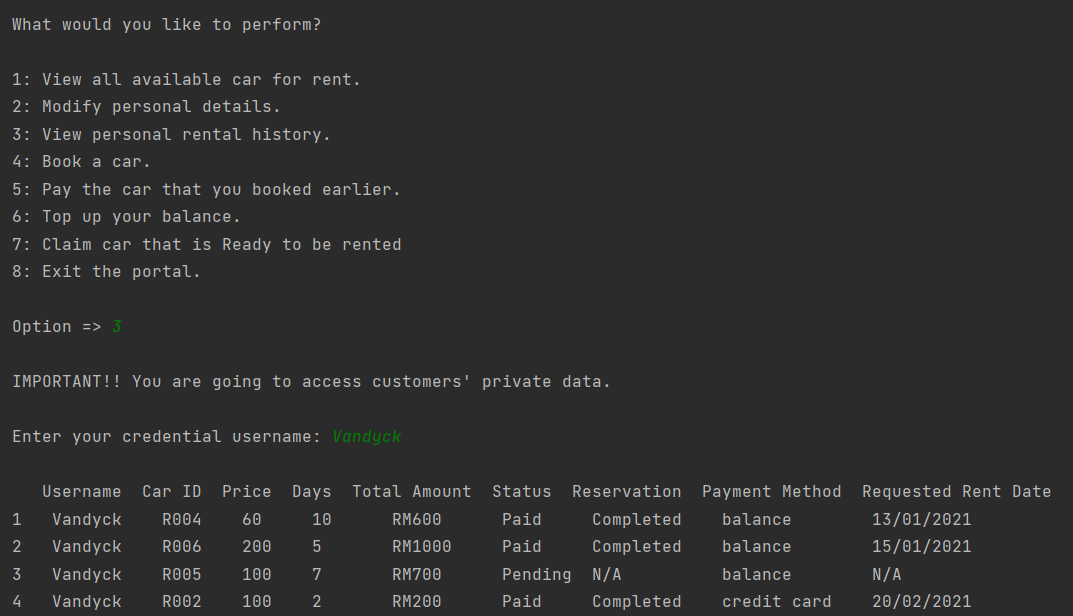 What would you like to perform?
1: View all available car for rent.
2: Modify personal details.
3: View personal rental history.
4: Book a car.
5: Pay the car that you booked earlier.
6: Top up your balance.
7: Claim car that is Ready to be rented
8: Exit the portal.
Option => 3
IMPORTANT!! You are going to access customers' private data.
Enter your credential username: Vandyck
Username Car ID Price Days Total Amount Status Reservation Payment Method Requested Rent Date
1 Vandyck R004 60 10 RM600 Paid Completed balance 13/01/2021
2 Vandyck R006 200 5 RM1000 Paid Completed balance 15/01/2021
3 Vandyck R005 100 7 RM700 Pending N/A balance N/A
4 Vandyck R002 100 2 RM200 Paid Completed credit card 20/02/2021